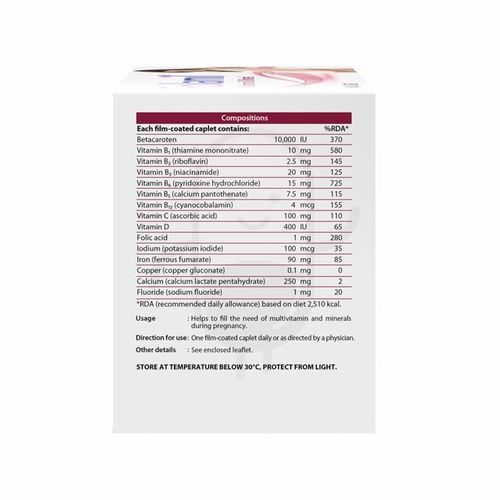 Compositions
Each film-coated caplet contains: %RDA*
Betacaroten 10,000 IU 370
Vitamin B₁ (thiamine mononitrate) 10 mg 580
Vitamin B₂ (riboflavin) 2.5 mg 145
Vitamin B₃ (niacinamide) 20 mg 125
Vitamin B₆ (pyridoxine hydrochloride) 15 mg 725
Vitamin B₅ (calcium pantothenate) 7.5 mg 115
Vitamin B₁₂ (cyanocobalamin) 4 mcg 155
Vitamin C (ascorbic acid) 100 mg 110
Vitamin D 400 IU 65
Folic acid 1 mg 280
Iodium (potassium iodide) 100 mcg 35
Iron (ferrous fumarate) 90 mg 85
Copper (copper gluconate) 0.1 mg 0
Calcium (calcium lactate pentahydrate) 250 mg 2
Fluoride (sodium fluoride) 1 mg 20
*RDA (recommended daily allowance) based on diet 2,510 kcal.
Usage : Helps to fill the need of multivitamin and minerals
during pregnancy.
Direction for use : One film-coated caplet daily or as directed by a physician.
Other details : See enclosed leaflet.
STORE AT TEMPERATURE BELOW 30°C, PROTECT FROM LIGHT.